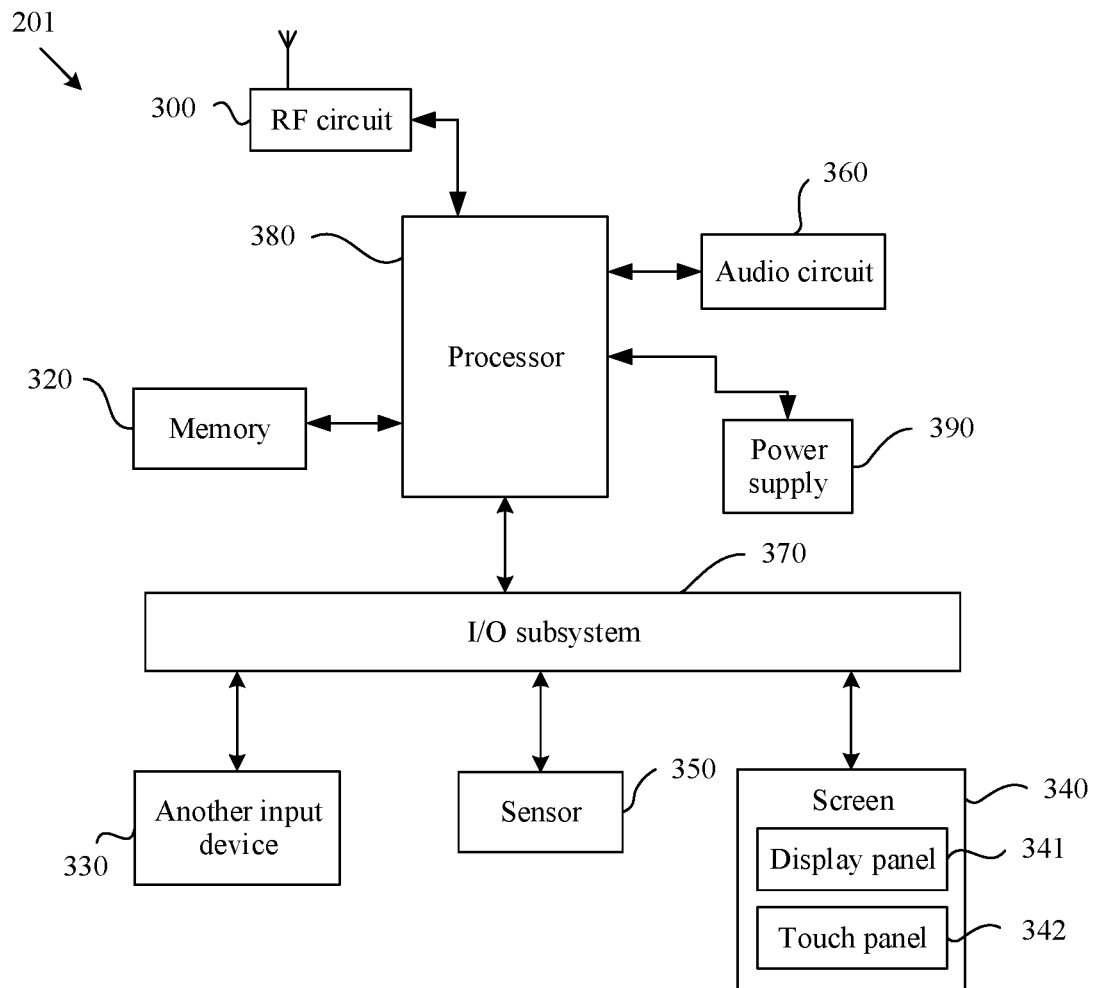 201
300
RF circuit
360
380
Audio circuit
Processor
320
Memory
390
Power
supply
370
I/O subsystem
350
340
Screen
Another input
device
330
Sensor
Display panel
341
Touch panel
342